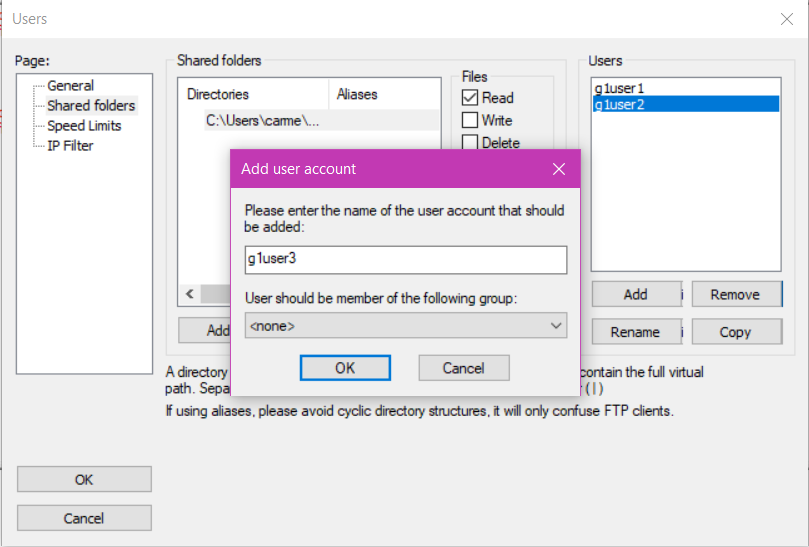 Users
Page:
General
Shared folders
Speed Limits
IP Filter
OK
Cancel
Shared folders
Directories
Aliases
C:\Users\carme\...
<
Add
Files
Read
Write
Delete
A directory
contain the full virtual
path. Sepa
(|)
If using aliases, please avoid cyclic directory structures, it will only confuse FTP clients.
Users
g1user1
g1user2
Add
Remove
Rename
Copy
Add user account
Please enter the name of the user account that should
be added:
g1user3
User should be member of the following group:
<none>
OK
Cancel